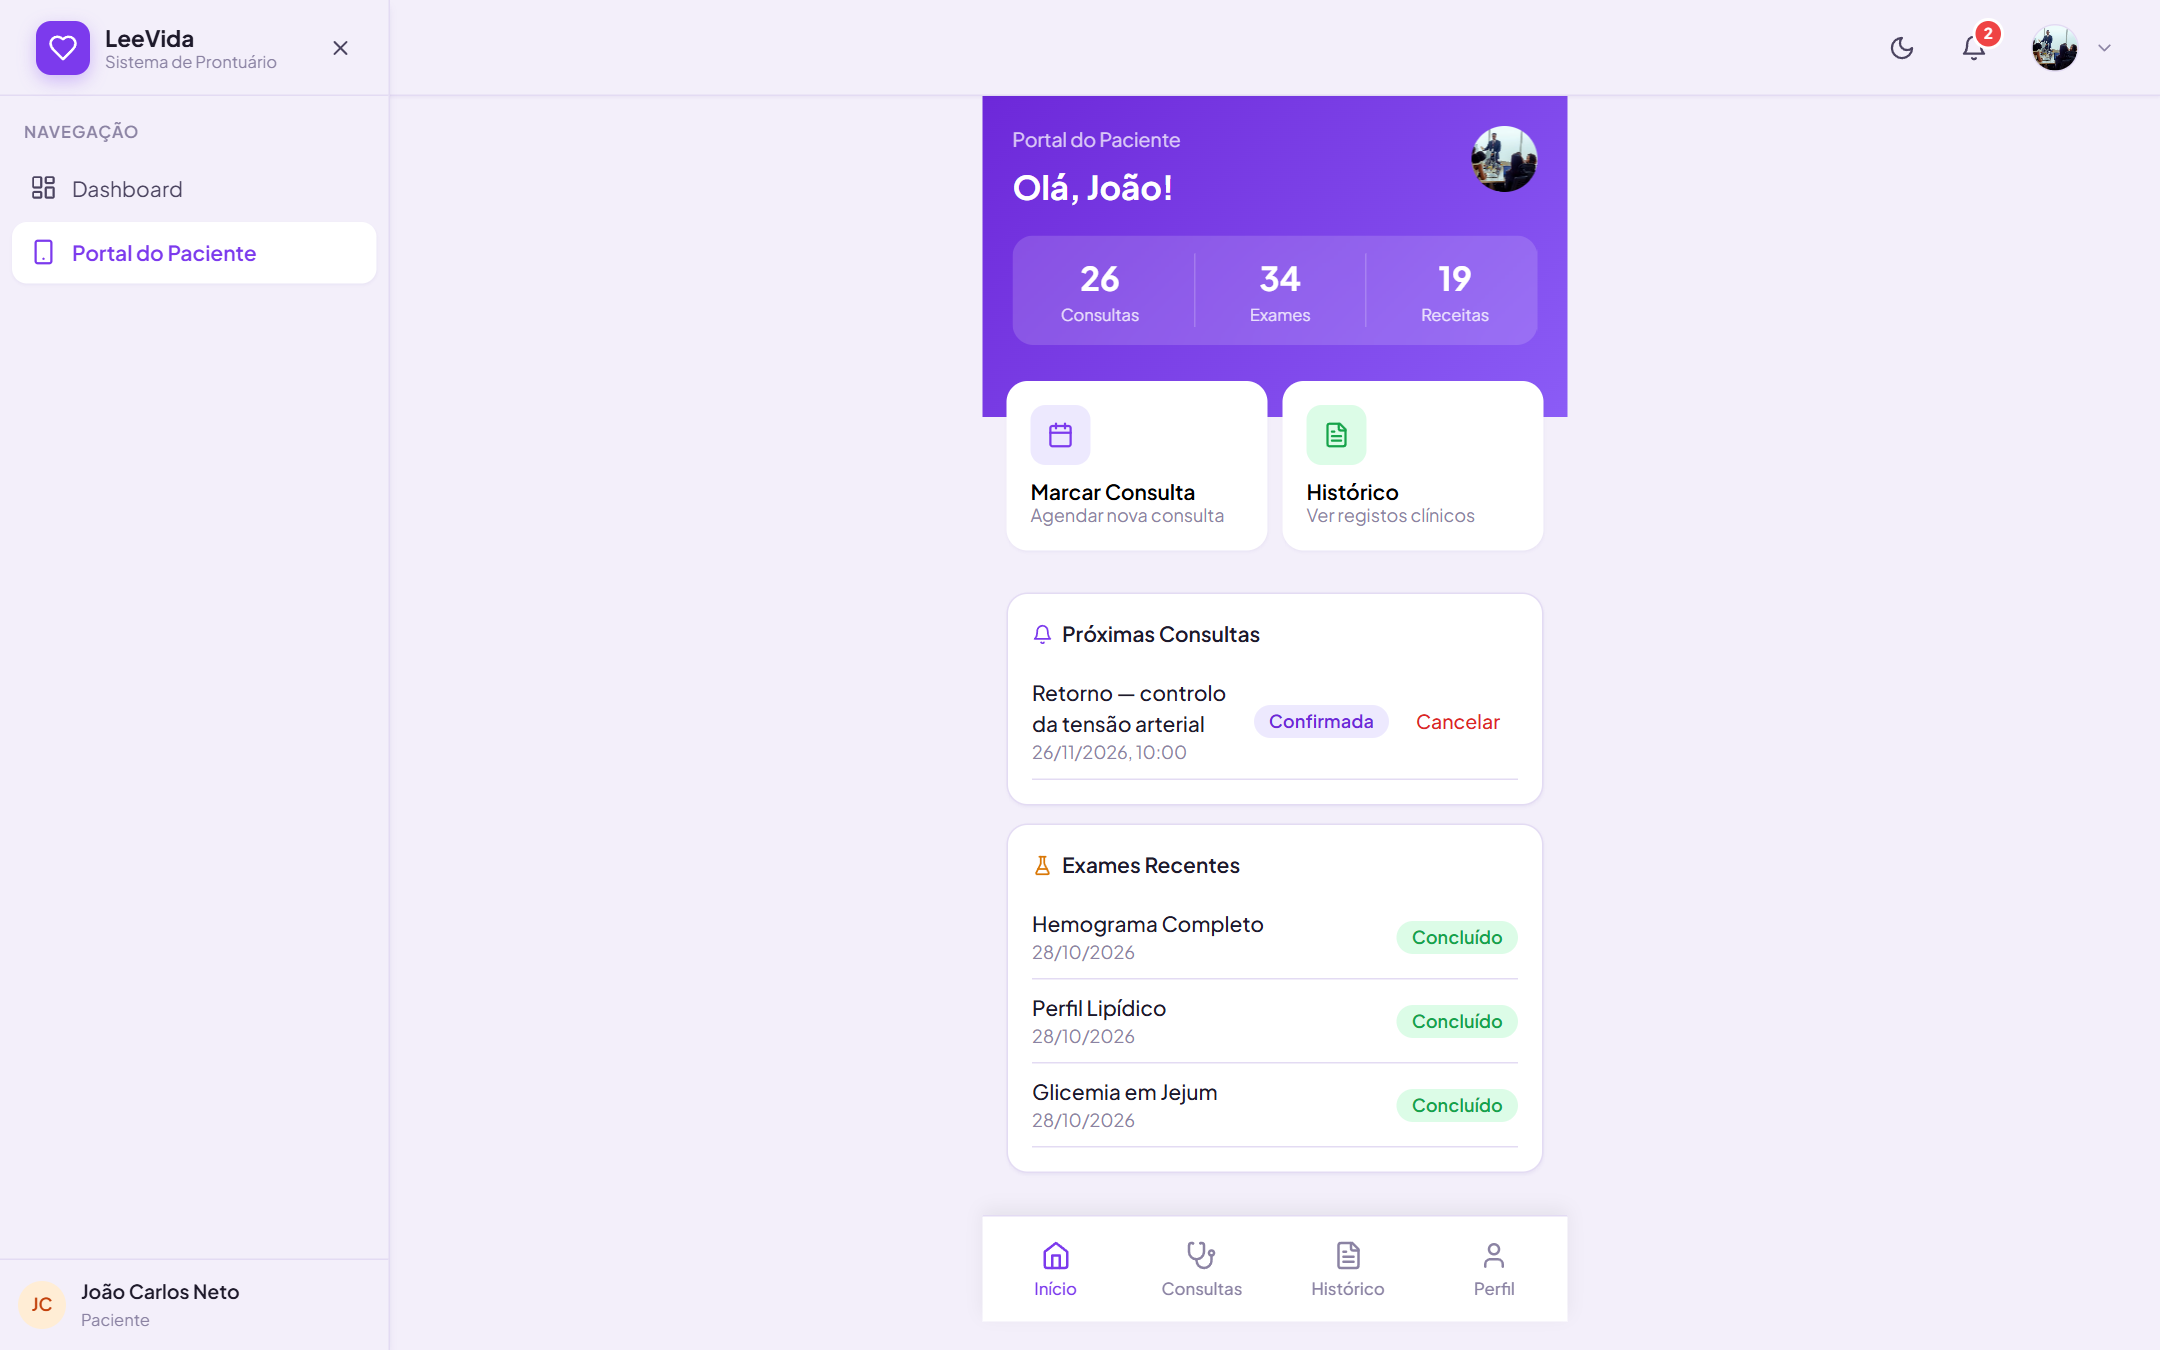 LeeVida
Sistema de Prontuário
2
NAVEGAÇÃO
Dashboard
Portal do Paciente
Portal do Paciente
Olá, João!
26
Consultas
34
Exames
19
Receitas
Marcar Consulta
Agendar nova consulta
Histórico
Ver registos clínicos
Próximas Consultas
Retorno — controlo
da tensão arterial
26/11/2026, 10:00
Confirmada
Cancelar
Exames Recentes
Hemograma Completo
28/10/2026
Concluído
Perfil Lipídico
28/10/2026
Concluído
Glicemia em Jejum
28/10/2026
Concluído
Início
Consultas
Histórico
Perfil
JC
João Carlos Neto
Paciente